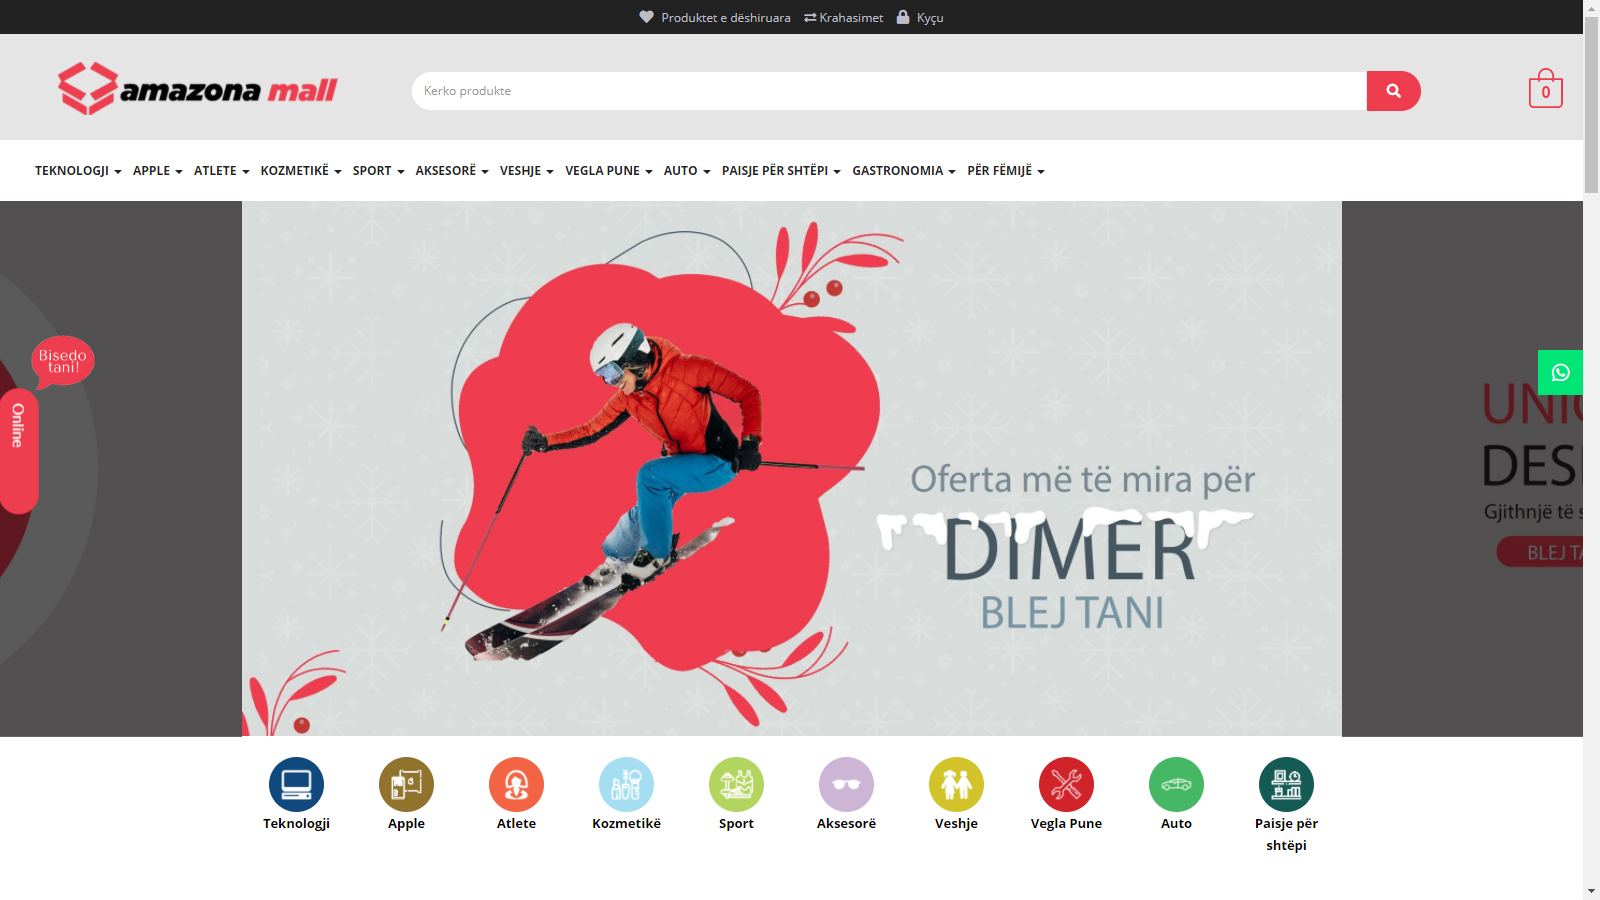 Produktet e dëshiruara Krahasimet Kyçu
amazona mall
Kerko produkte
0
TEKNOLOGJI APPLE ATLETE KOZMETIKË SPORT AKSESORË VESHJE VEGLA PUNE AUTO PAISJE PËR SHTËPI GASTRONOMIA PËR FËMIJË
Bisedo
tani!
Online
Oferta më të mira për
DIMER
BLEJ TANI
Gjithnjë të
BLEJ
Teknologji
Apple
Atlete
Kozmetikë
Sport
Aksesorë
Veshje
Vegla Pune
Auto
Paisje për
shtëpi